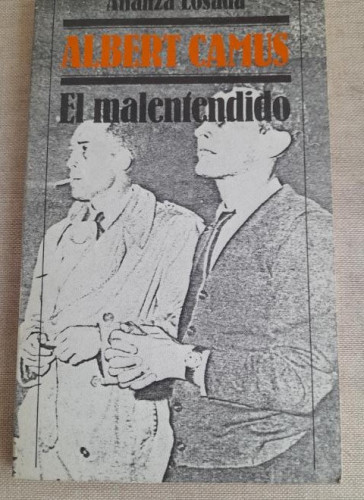 Alianza Losada
ALBERT CAMUS
El malentendido